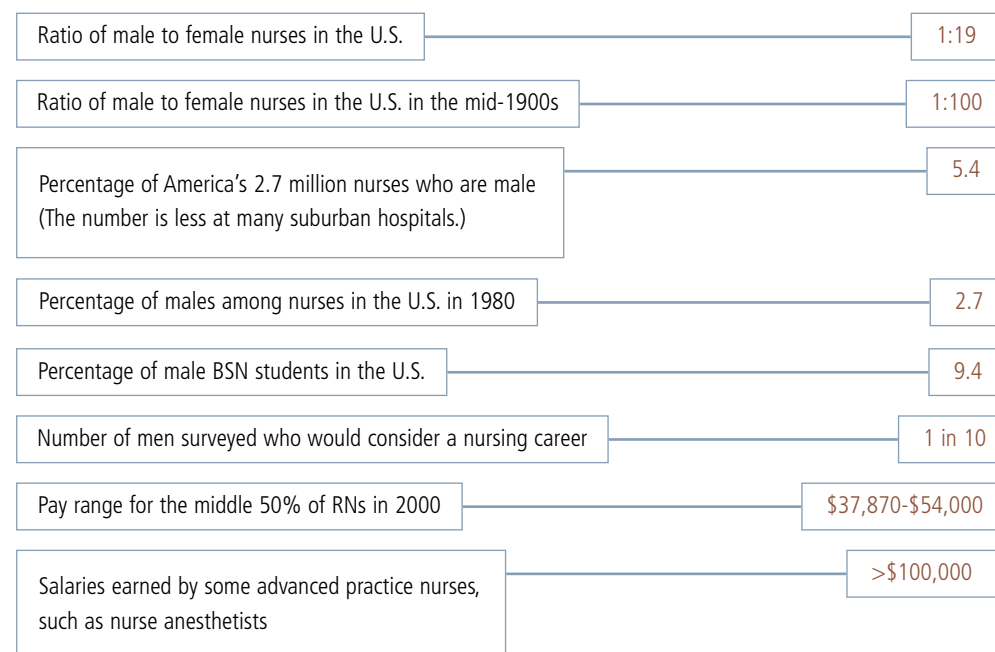 Ratio of male to female nurses in the U.S.
1:19
Ratio of male to female nurses in the U.S. in the mid-1900s
1:100
Percentage of America's 2.7 million nurses who are male
(The number is less at many suburban hospitals.)
5.4
Percentage of males among nurses in the U.S. in 1980
2.7
Percentage of male BSN students in the U.S.
9.4
Number of men surveyed who would consider a nursing career
1 in 10
Pay range for the middle 50% of RNs in 2000
$37,870-$54,000
Salaries earned by some advanced practice nurses,
such as nurse anesthetists
>$100,000